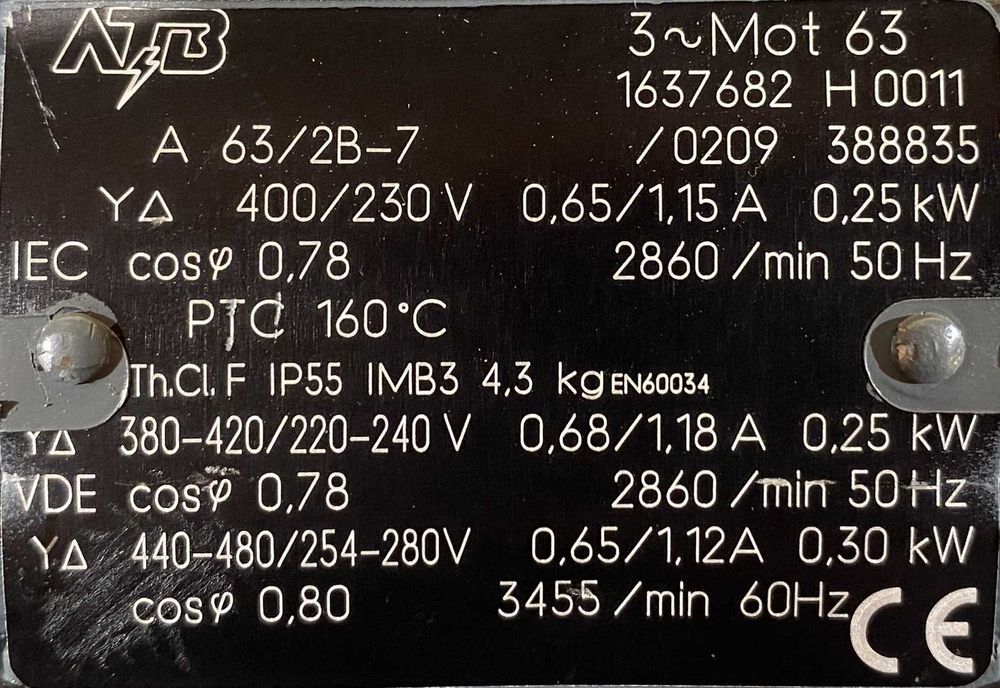 ATB 3~Mot 63
1637682 H 0011
A 63/2B-7 /0209 388835
Y∆ 400/230 V 0,65/1,15 A 0,25 kW
IEC cosφ 0,78 2860 /min 50 Hz
PTC 160°C
Th.Cl. F IP55 IMB3 4,3 kg EN60034
Y∆ 380-420/220-240 V 0,68/1,18 A 0,25 kW
VDE cosφ 0,78 2860 /min 50 Hz
Y∆ 440-480/254-280V 0,65/1,12A 0,30 kW
cosφ 0,80 3455 /min 60Hz CE